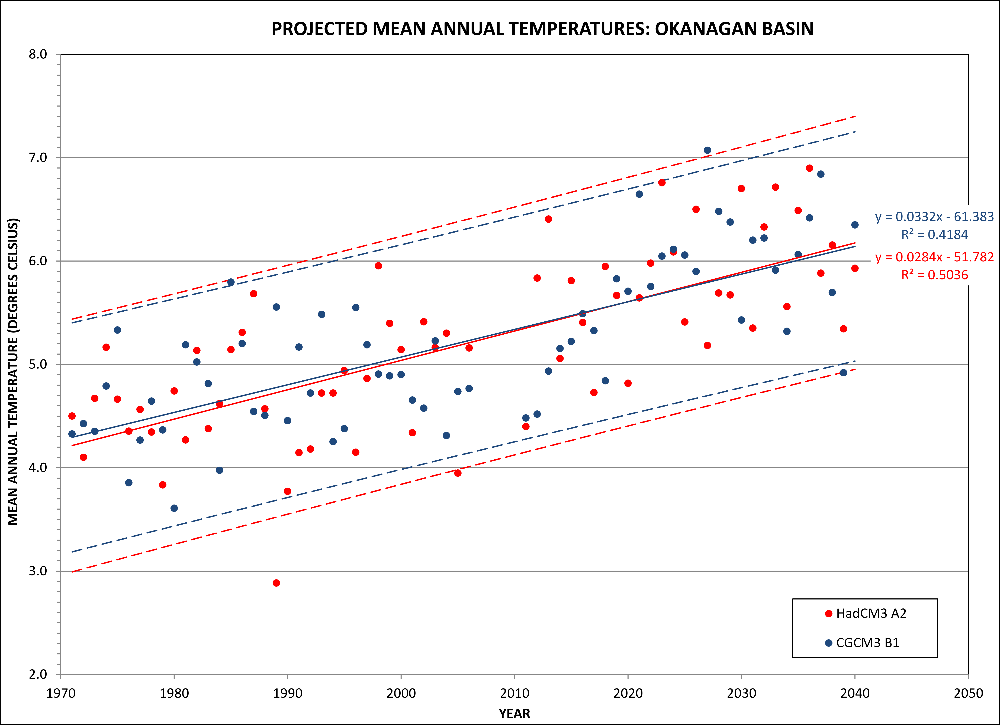 PROJECTED MEAN ANNUAL TEMPERATURES: OKANAGAN BASIN
MEAN ANNUAL TEMPERATURE (DEGREES CELSIUS)
8.0
7.0
6.0
5.0
4.0
3.0
2.0
y = 0.0332x - 61.383
R² = 0.4184
y = 0.0284x - 51.782
R² = 0.5036
HadCM3 A2
CGCM3 B1
1970 1980 1990 2000 2010 2020 2030 2040 2050
YEAR